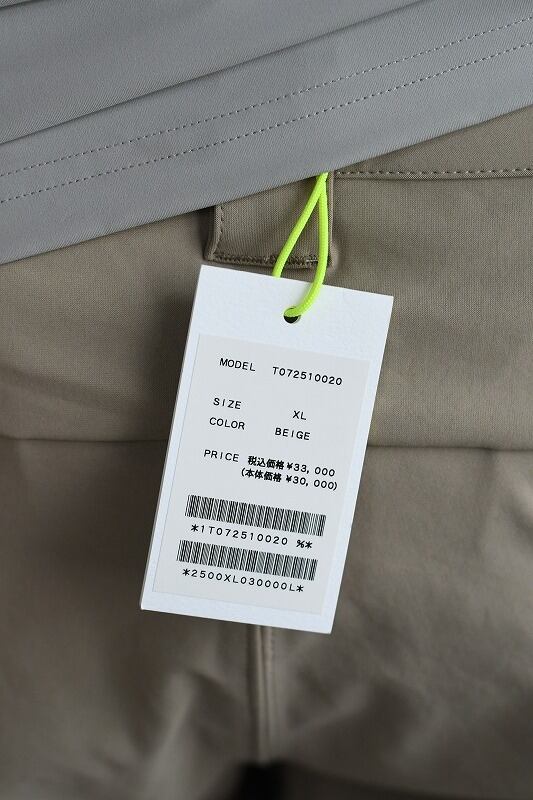 MODEL T072510020
SIZE XL
COLOR BEIGE
PRICE 税込価格 ¥33,000
(本体価格 ¥30,000)
*1T072510020 %*
*2500XL030000L*